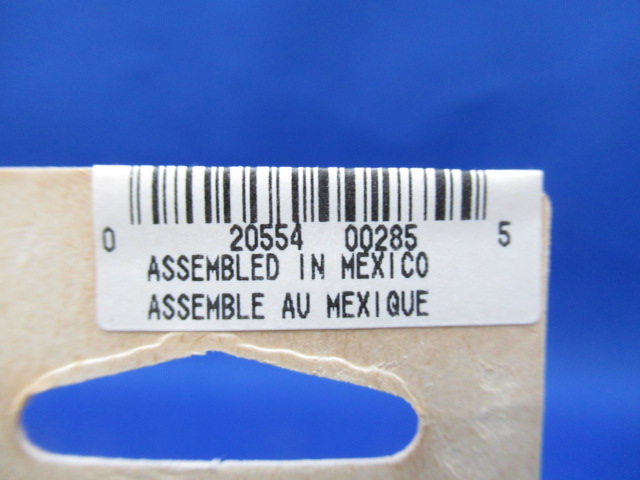 0 20554 00285 5
ASSEMBLED IN MEXICO
ASSEMBLE AU MEXIQUE